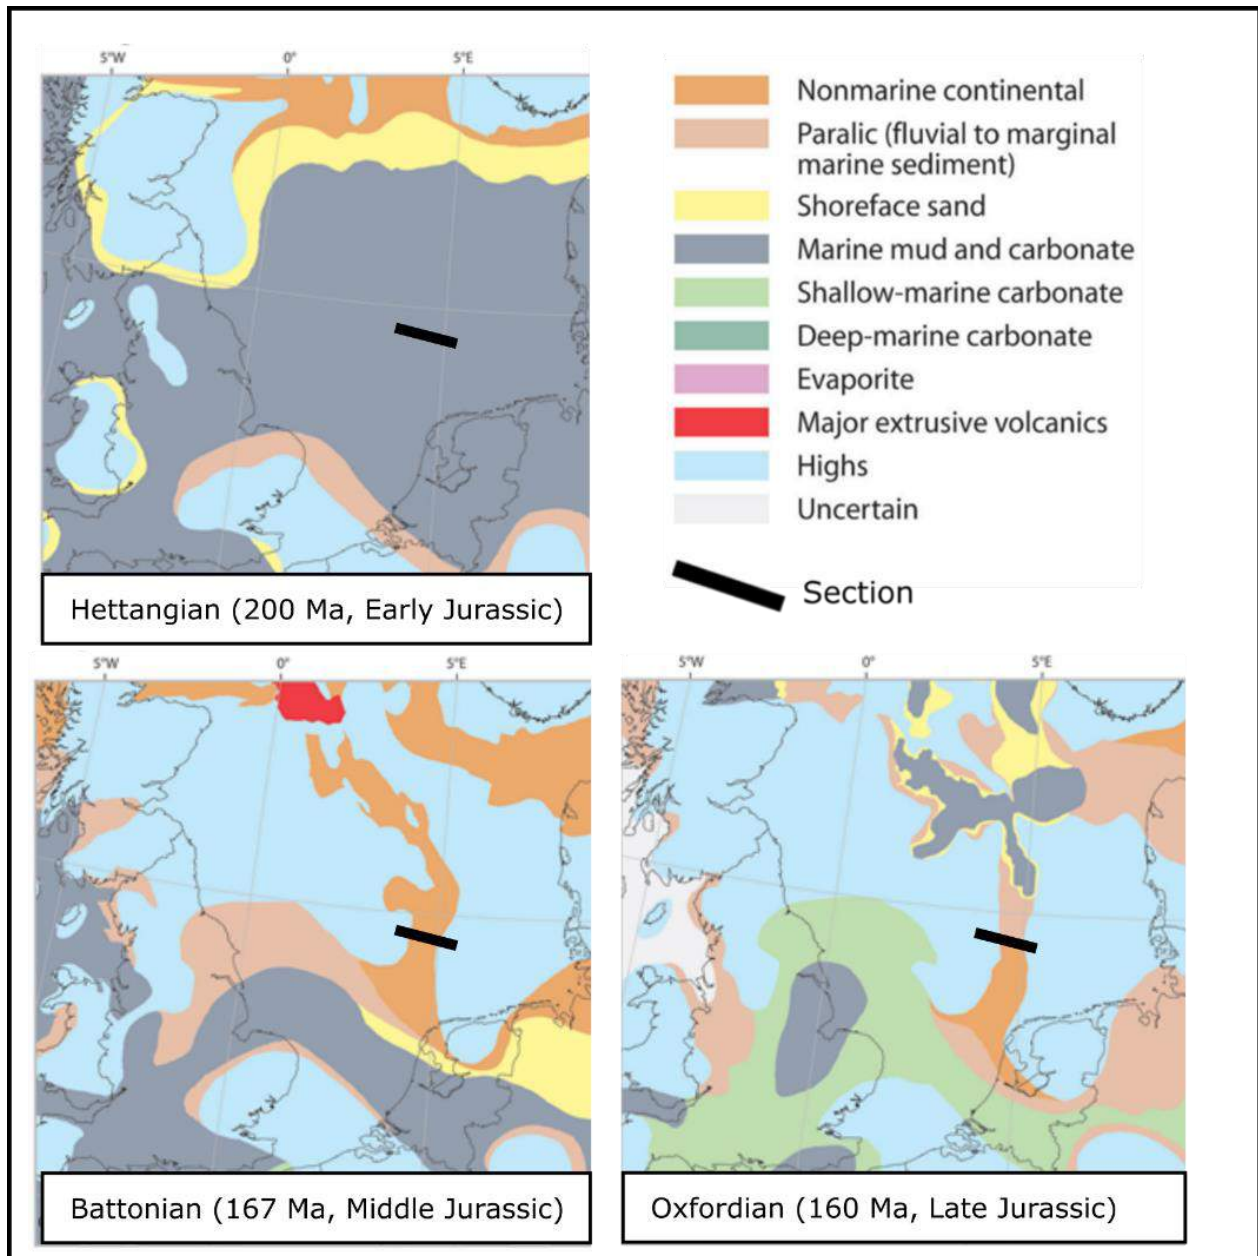 5°W 0° 5°E
Nonmarine continental
Paralic (fluvial to marginal
marine sediment)
Shoreface sand
Marine mud and carbonate
Shallow-marine carbonate
Deep-marine carbonate
Evaporite
Major extrusive volcanics
Highs
Uncertain
Section
Hettangian (200 Ma, Early Jurassic)
5°W 0° 5°E
Battonian (167 Ma, Middle Jurassic)
5°W 0° 5°E
Oxfordian (160 Ma, Late Jurassic)